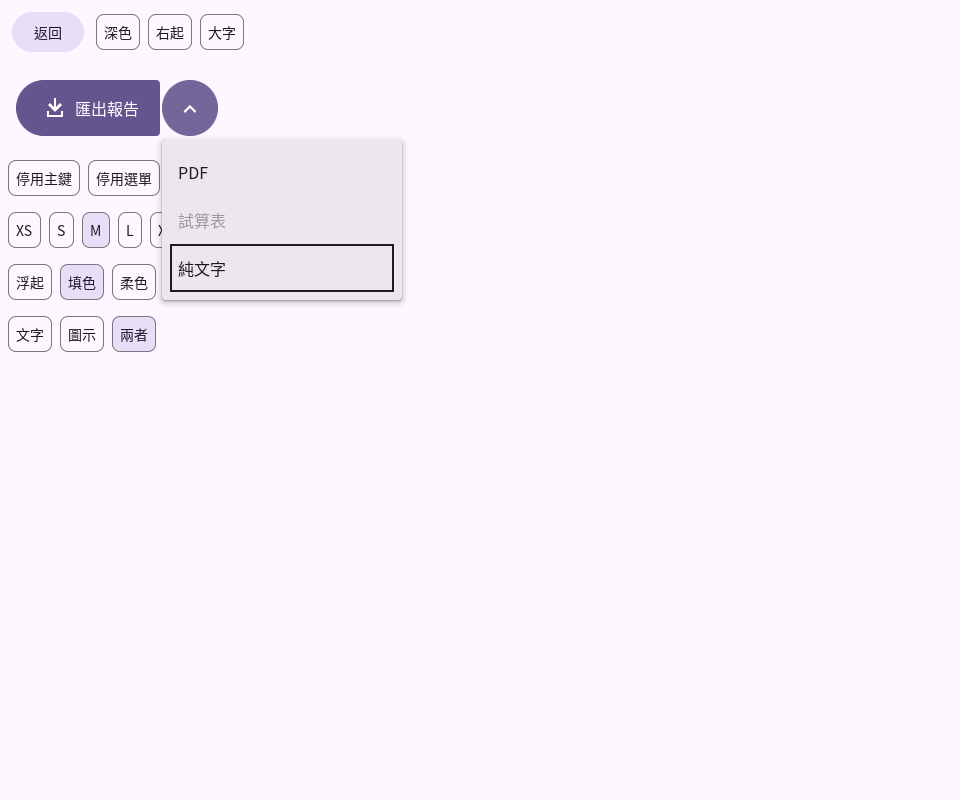 返回 深色 右起 大字
匯出報告
PDF
停用主鍵 停用選單
試算表
XS S M L
純文字
浮起 填色 柔色
文字 圖示 兩者